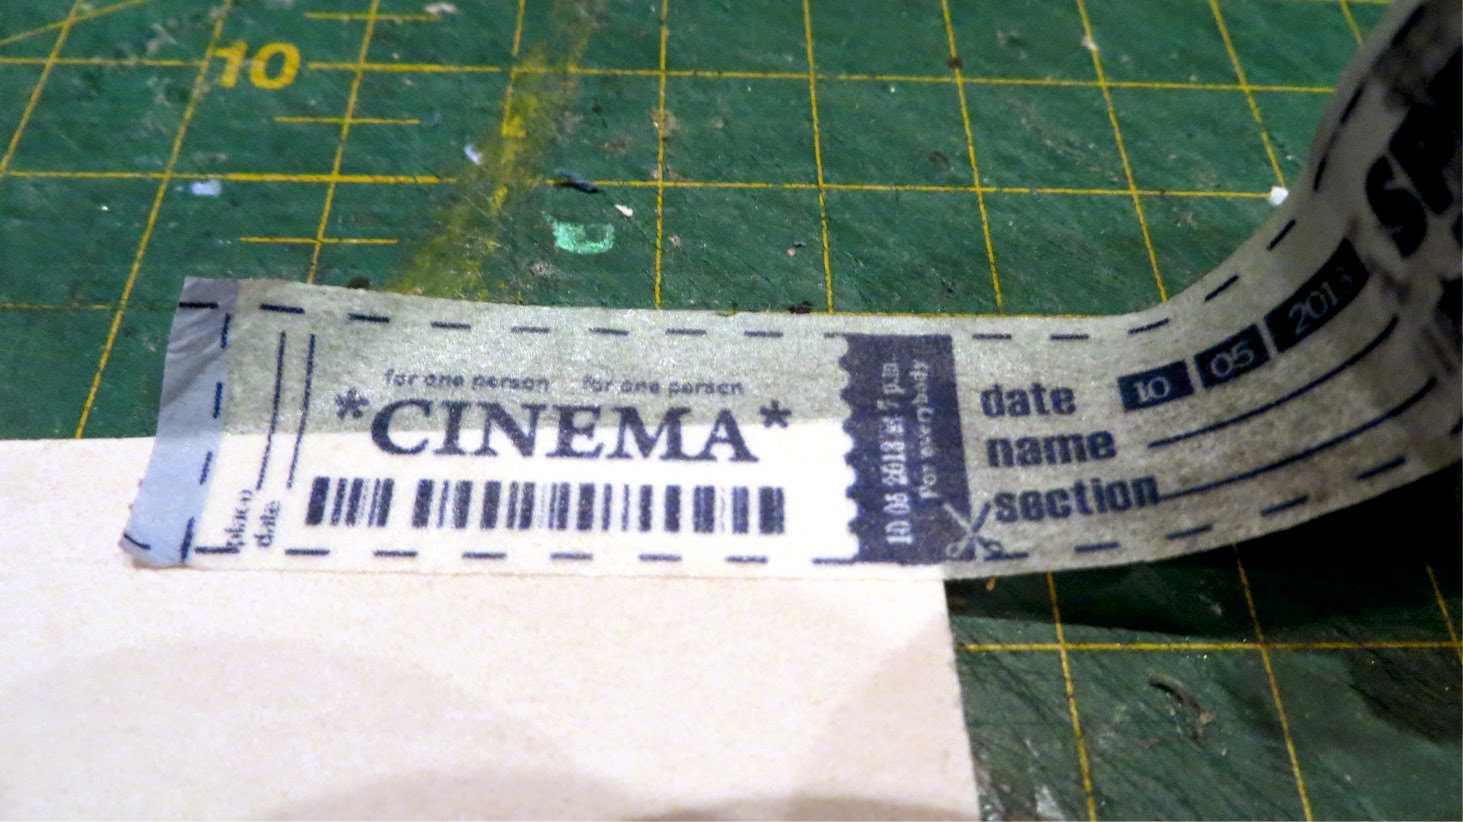 10
for one person for one person
*CINEMA*
place
date
10 05 2013 at 7 p.m
For everybody
date 10 05 2013
name
section